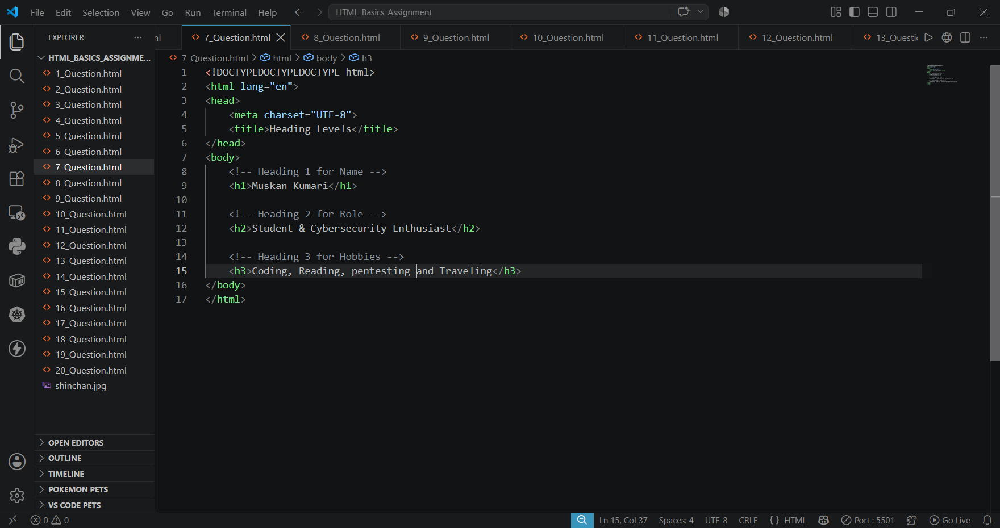 File Edit Selection View Go Run Terminal Help
HTML_Basics_Assignment
EXPLORER
HTML_BASICS_ASSIGNME...
1_Question.html
2_Question.html
3_Question.html
4_Question.html
5_Question.html
6_Question.html
7_Question.html
8_Question.html
9_Question.html
10_Question.html
11_Question.html
12_Question.html
13_Question.html
14_Question.html
15_Question.html
16_Question.html
17_Question.html
18_Question.html
19_Question.html
20_Question.html
shinchan.jpg
OPEN EDITORS
OUTLINE
TIMELINE
POKEMON PETS
VS CODE PETS
ml 7_Question.html 8_Question.html 9_Question.html 10_Question.html 11_Question.html 12_Question.html 13_Questic
7_Question.html > html > body > h3
1 <!DOCTYPEDOCTYPEDOCTYPE html>
2 <html lang="en">
3 <head>
4 <meta charset="UTF-8">
5 <title>Heading Levels</title>
6 </head>
7 <body>
8 <!-- Heading 1 for Name -->
9 <h1>Muskan Kumari</h1>
10
11 <!-- Heading 2 for Role -->
12 <h2>Student & Cybersecurity Enthusiast</h2>
13
14 <!-- Heading 3 for Hobbies -->
15 <h3>Coding, Reading, pentesting and Traveling</h3>
16 </body>
17 </html>
0 0 Ln 15, Col 37 Spaces: 4 UTF-8 CRLF {} HTML Port : 5501 Go Live